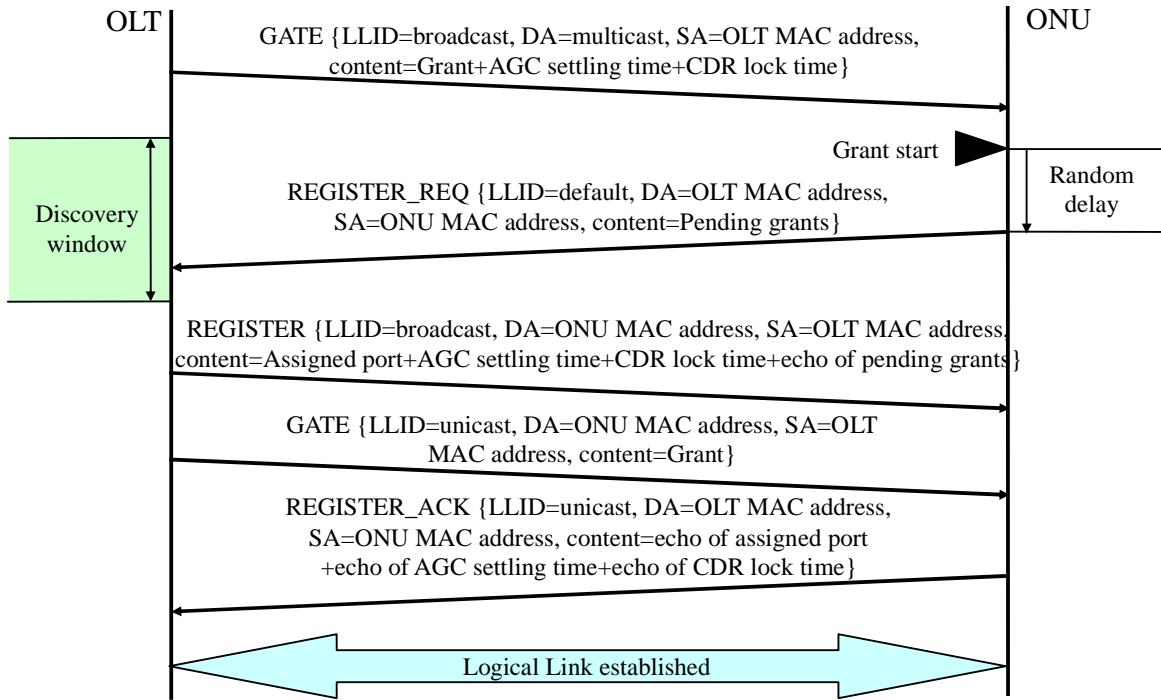 OLT
ONU
GATE {LLID=broadcast, DA=multicast, SA=OLT MAC address,
content=Grant+AGC settling time+CDR lock time}
Grant start
Random
delay
Discovery
window
REGISTER_REQ {LLID=default, DA=OLT MAC address,
SA=ONU MAC address, content=Pending grants}
REGISTER {LLID=broadcast, DA=ONU MAC address, SA=OLT MAC address,
content=Assigned port+AGC settling time+CDR lock time+echo of pending grants}
GATE {LLID=unicast, DA=ONU MAC address, SA=OLT
MAC address, content=Grant}
REGISTER_ACK {LLID=unicast, DA=OLT MAC address,
SA=ONU MAC address, content=echo of assigned port
+echo of AGC settling time+echo of CDR lock time}
Logical Link established